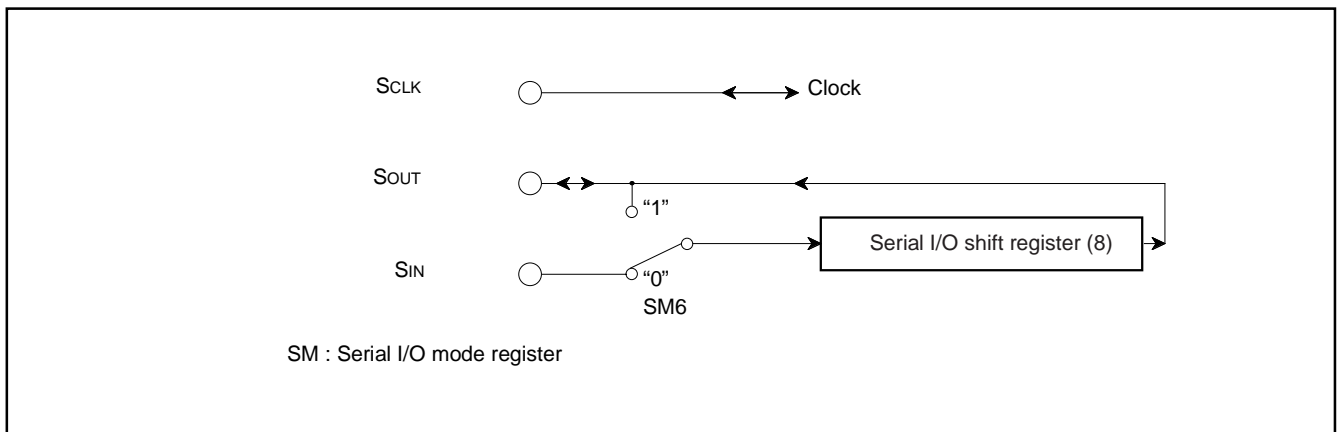 SCLK
Clock
SOUT
“1”
Serial I/O shift register (8)
SIN
“0”
SM6
SM : Serial I/O mode register